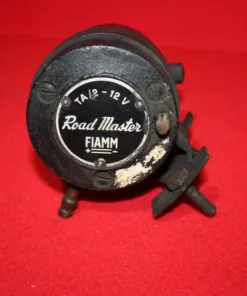 TA/2 - 12 V
Road Master
FIAMM